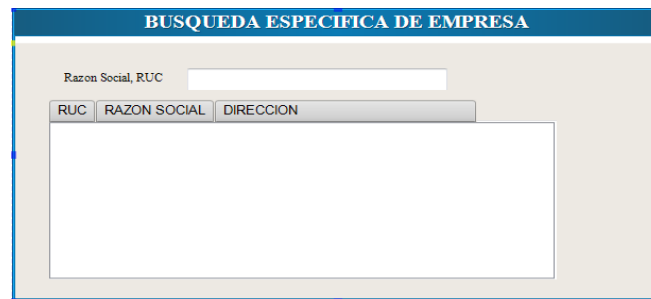 BUSQUEDA ESPECIFICA DE EMPRESA
Razon Social, RUC
RUC RAZON SOCIAL DIRECCION